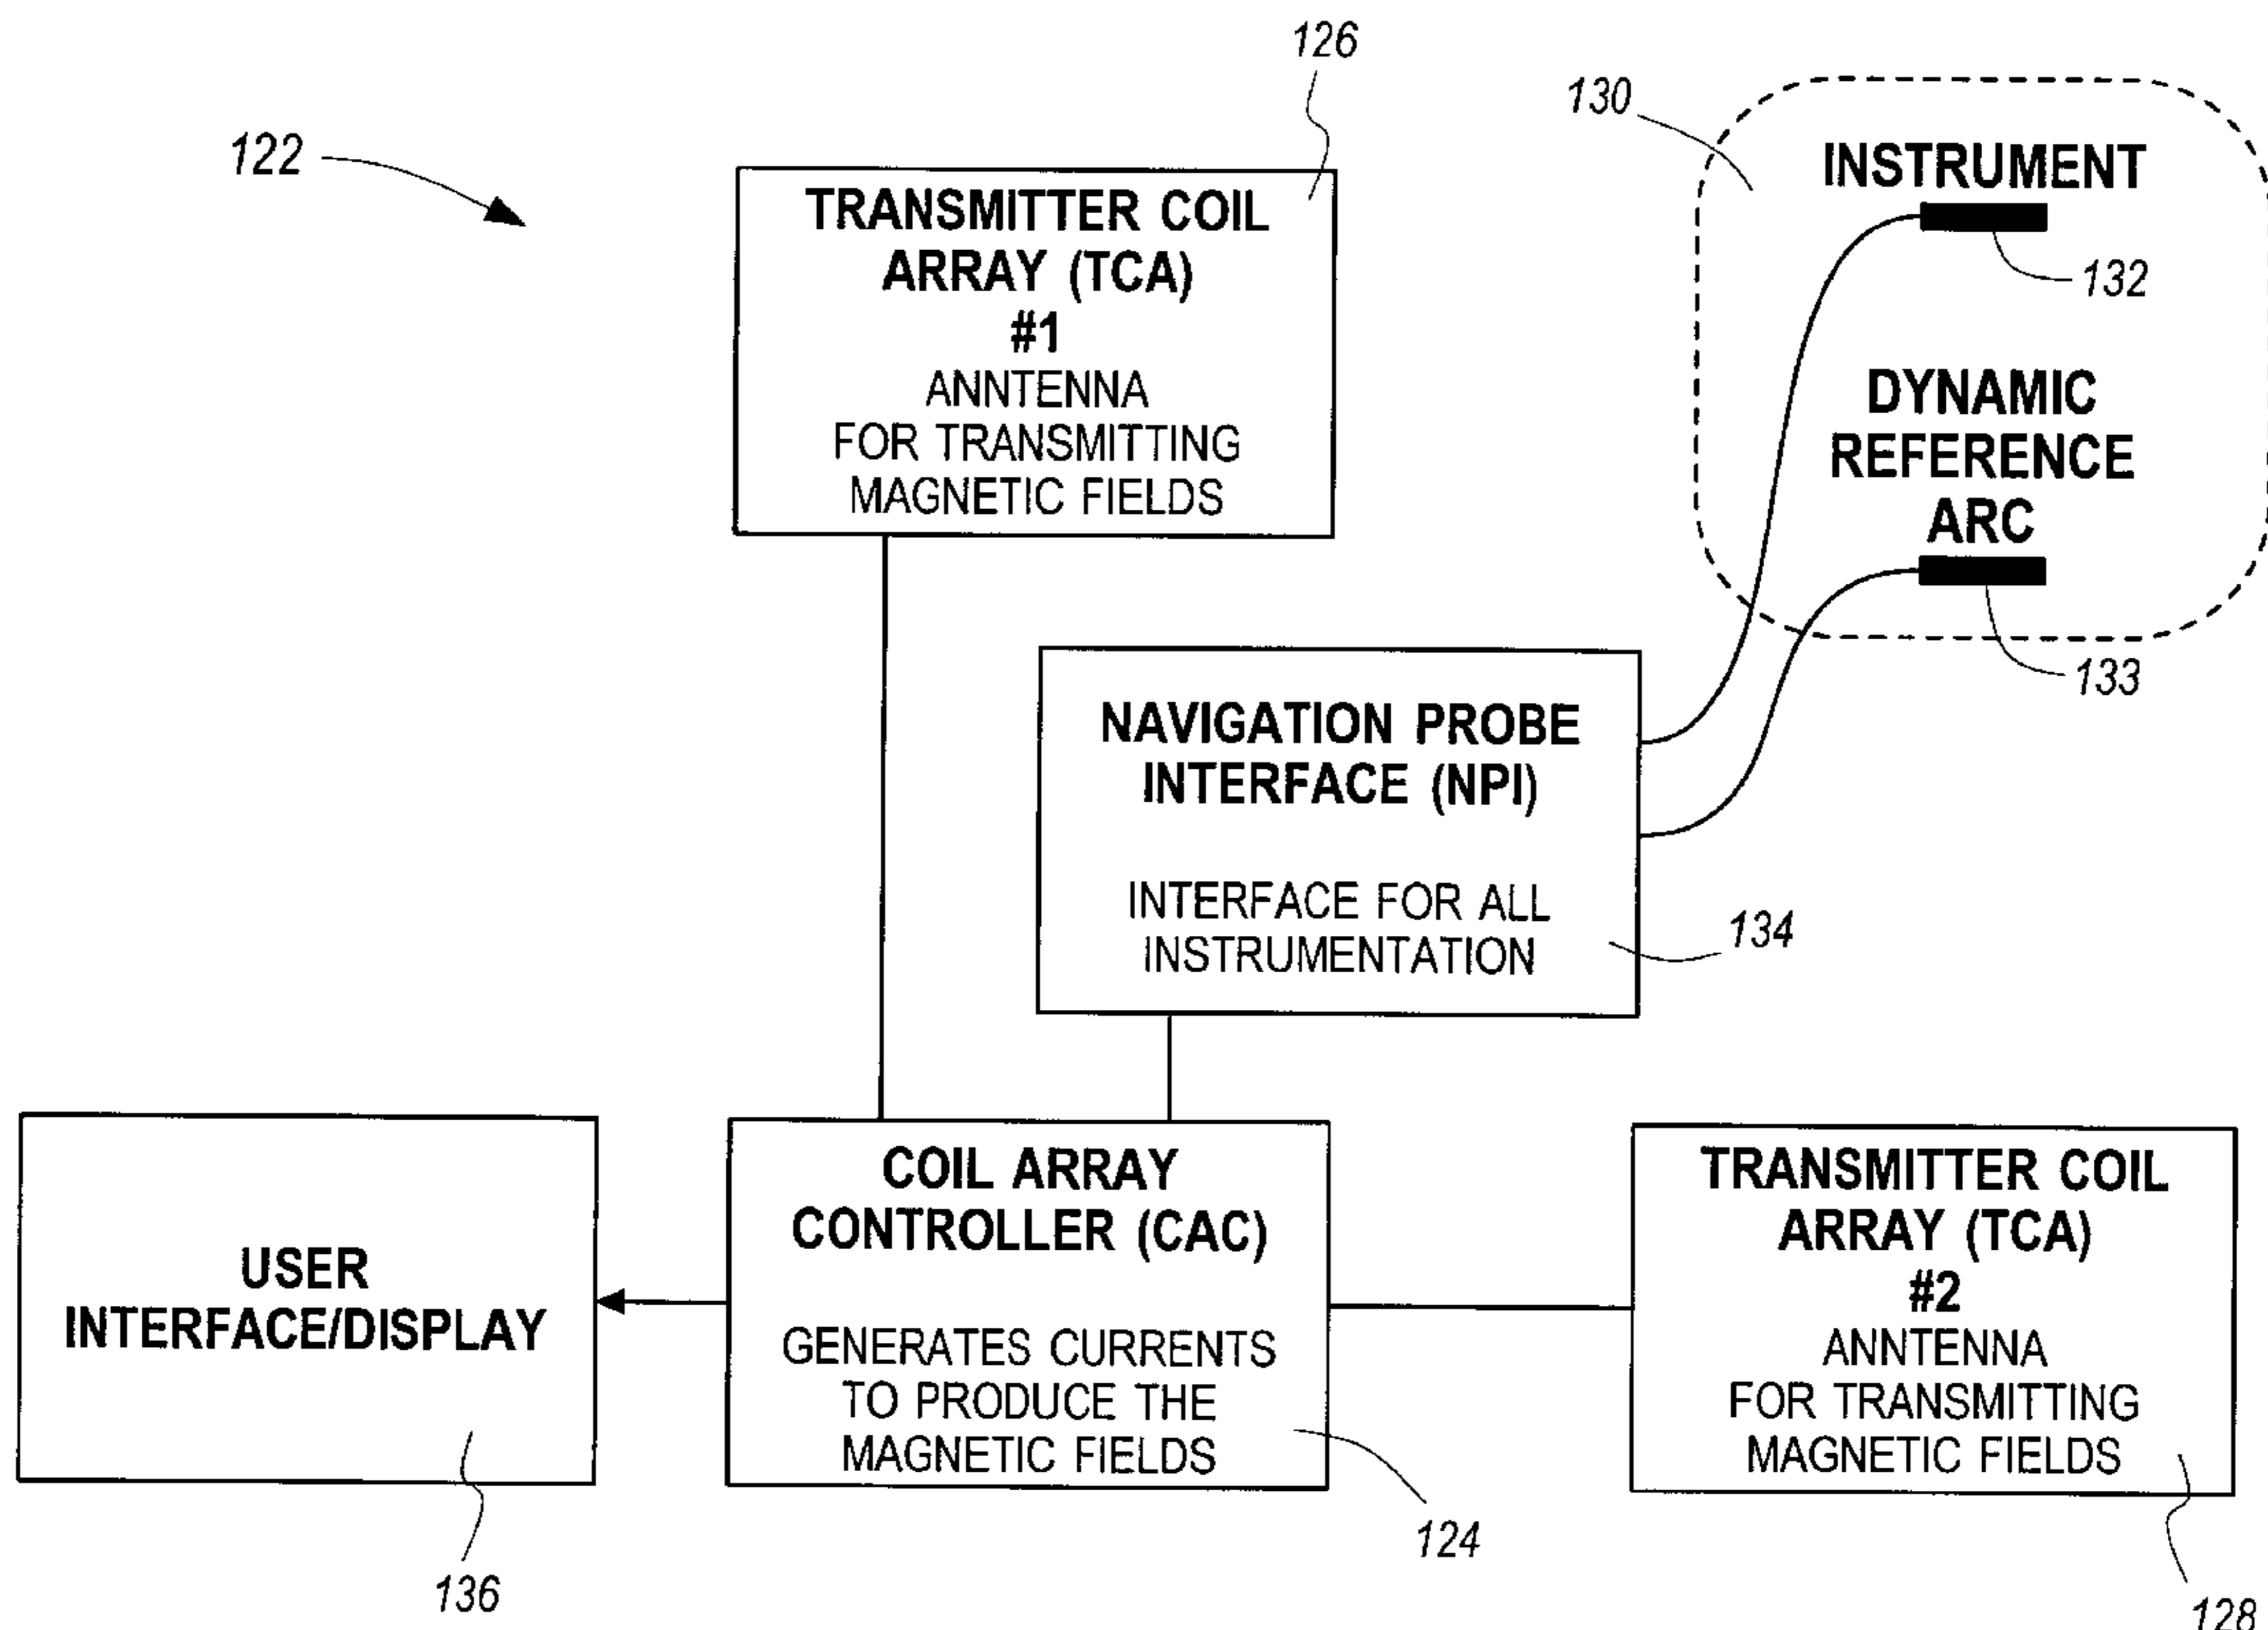 126
130
122
INSTRUMENT
132
TRANSMITTER COIL
ARRAY (TCA)
#1
ANNTENNA
FOR TRANSMITTING
MAGNETIC FIELDS
DYNAMIC
REFERENCE
ARC
133
NAVIGATION PROBE
INTERFACE (NPI)
INTERFACE FOR ALL
INSTRUMENTATION
134
USER
INTERFACE/DISPLAY
136
COIL ARRAY
CONTROLLER (CAC)
GENERATES CURRENTS
TO PRODUCE THE
MAGNETIC FIELDS
124
TRANSMITTER COIL
ARRAY (TCA)
#2
ANNTENNA
FOR TRANSMITTING
MAGNETIC FIELDS
128